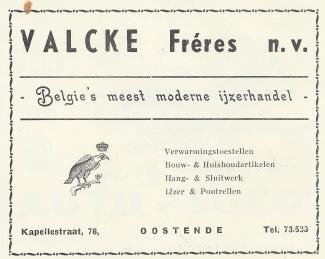 VALCKE Fréres n.v.
- Belgie's meest moderne ijzerhandel -
Verwarmingstoestellen
Bouw- & Huishoudartikelen
Hang- & Sluitwerk
iJzer & Poutrellen
Kapellestraat, 76, OOSTENDE Tel. 73.533